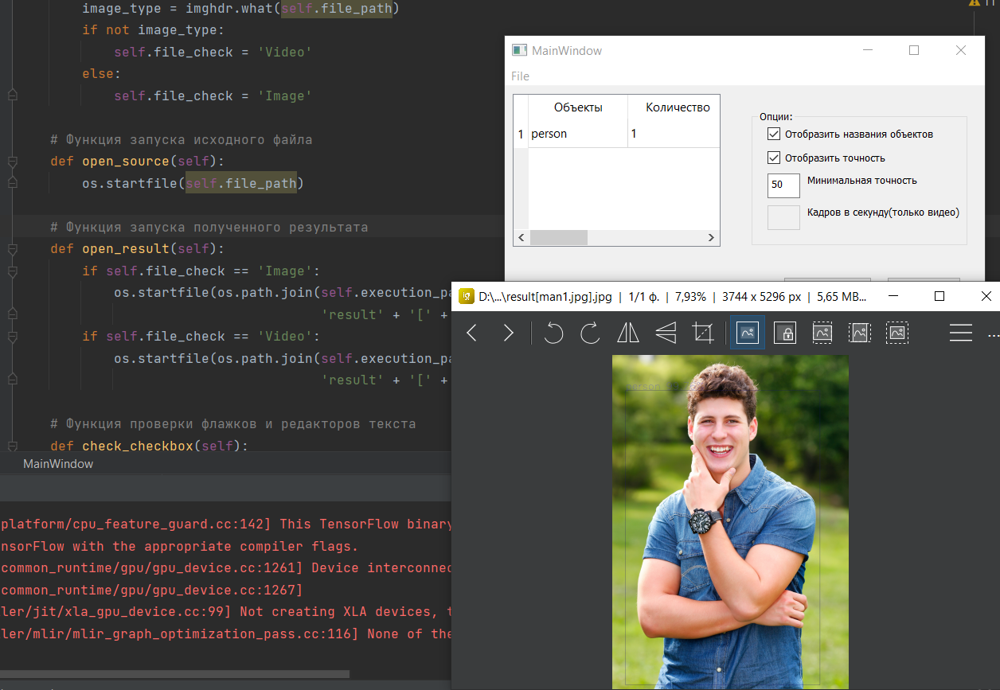 image_type = imghdr.what(self.file_path)
if not image_type:
self.file_check = 'Video'
else:
self.file_check = 'Image'
# Функция запуска исходного файла
def open_source(self):
os.startfile(self.file_path)
# Функция запуска полученного результата
def open_result(self):
if self.file_check == 'Image':
os.startfile(os.path.join(self.execution_pa
'result' + '[' +
if self.file_check == 'Video':
os.startfile(os.path.join(self.execution_pa
'result' + '[' +
# Функция проверки флажков и редакторов текста
def check_checkbox(self):
MainWindow
platform/cpu_feature_guard.cc:142] This TensorFlow binary
nsorFlow with the appropriate compiler flags.
common_runtime/gpu/gpu_device.cc:1261] Device interconnec
common_runtime/gpu/gpu_device.cc:1267]
ler/jit/xla_gpu_device.cc:99] Not creating XLA devices, t
ler/mlir/mlir_graph_optimization_pass.cc:116] None of the
11
MainWindow
File
Объекты Количество
1 person 1
Опции:
Отобразить названия объектов
Отобразить точность
50 Минимальная точность
Кадров в секунду(только видео)
D:\...\result[man1.jpg].jpg | 1/1 ф. | 7,93% | 3744 x 5296 px | 5,65 MB...
person